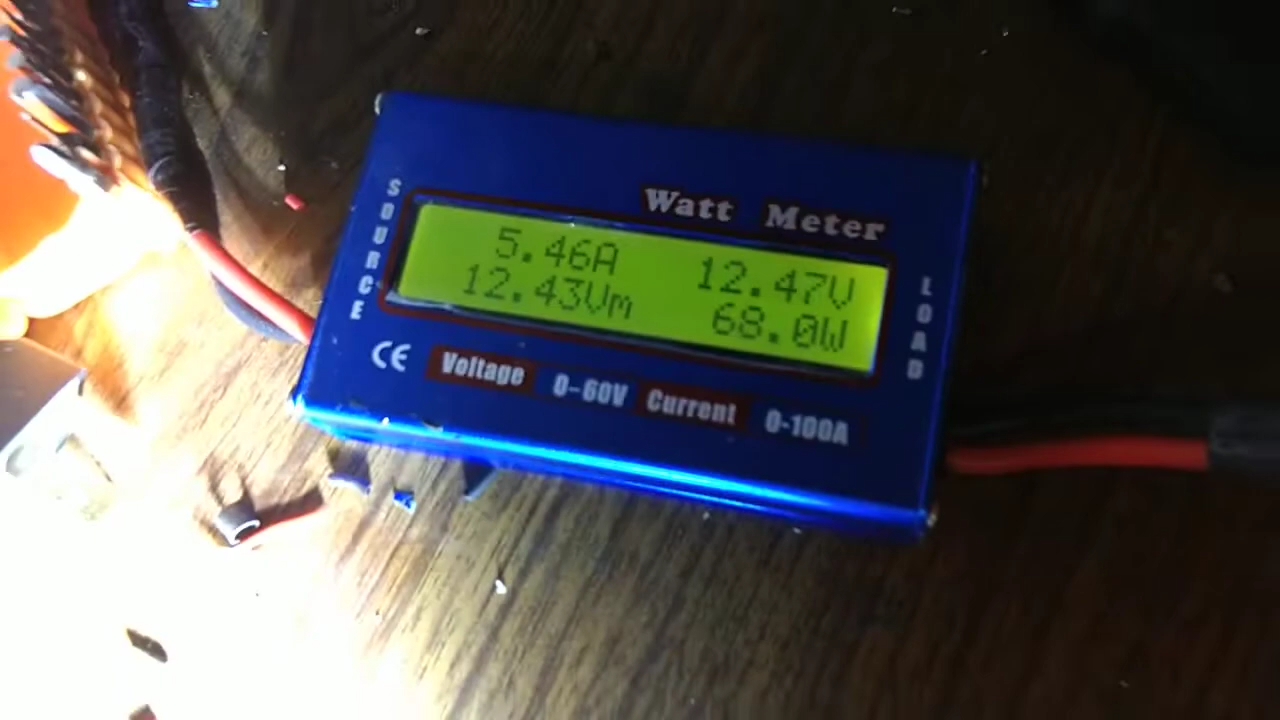 Watt Meter
SOURCE
5.46A 12.47V
12.43Vm 68.0W
LOAD
CE Voltage 0-60V Current 0-100A